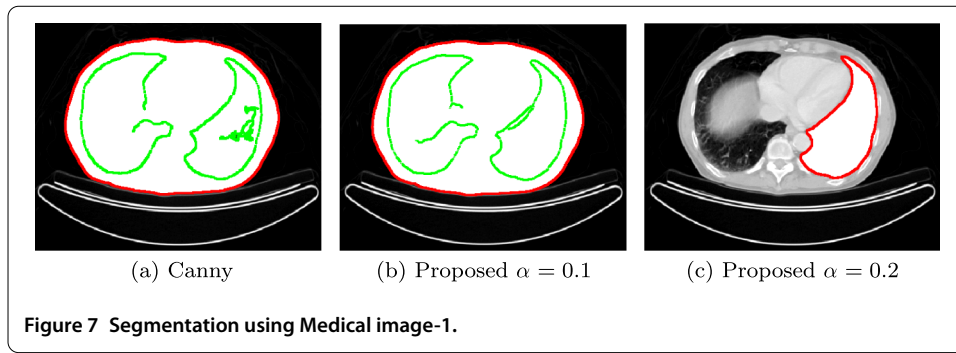 (a) Canny
(b) Proposed α = 0.1
(c) Proposed α = 0.2
Figure 7 Segmentation using Medical image-1.